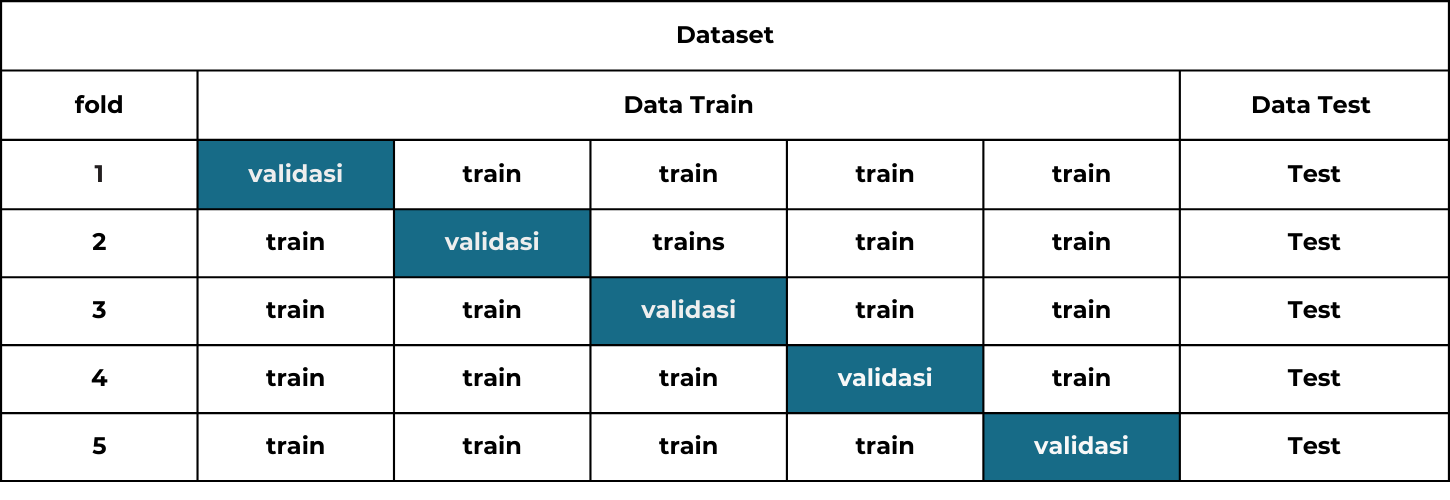 Dataset
fold Data Train Data Test
1 validasi train train train train Test
2 train validasi trains train train Test
3 train train validasi train train Test
4 train train train validasi train Test
5 train train train train validasi Test